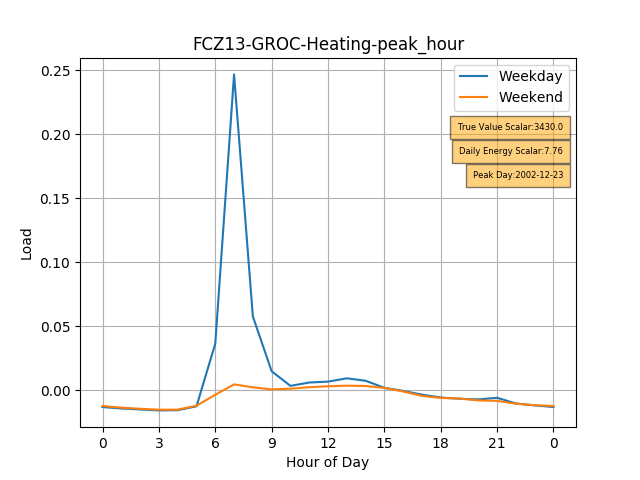 FCZ13-GROC-Heating-peak_hour
Weekday
Weekend
True Value Scalar:3430.0
Daily Energy Scalar:7.76
Peak Day:2002-12-23
0.25
0.20
0.15
0.10
0.05
0.00
Load
0 3 6 9 12 15 18 21 0
Hour of Day